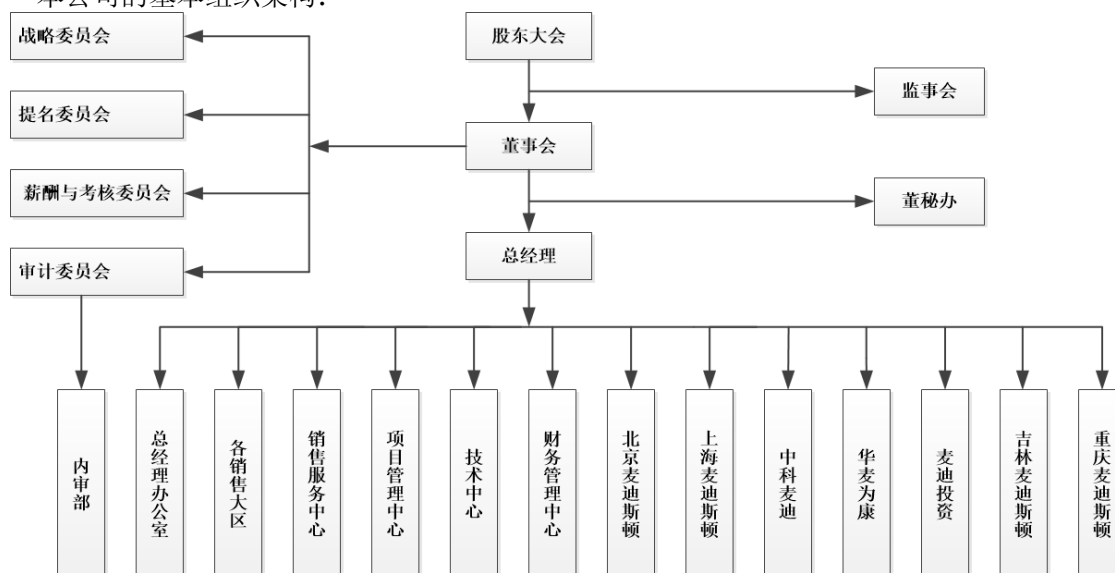 本公司的基本组织架构：
战略委员会
股东大会
监事会
提名委员会
董事会
薪酬与考核委员会
董秘办
审计委员会
总经理
内审部
总经理办公室
各销售大区
销售服务中心
项目管理中心
技术中心
财务管理中心
北京麦迪斯顿
上海麦迪斯顿
中科麦迪
华麦为康
麦迪投资
吉林麦迪斯顿
重庆麦迪斯顿